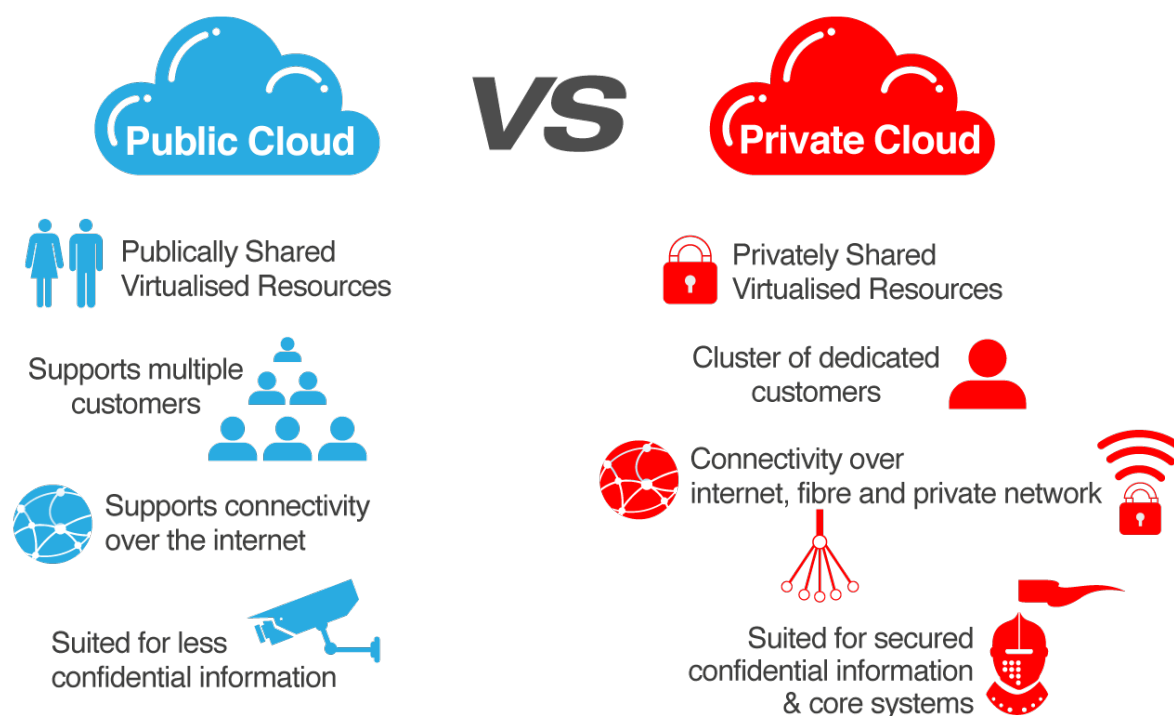 Public Cloud
VS
Private Cloud
Publically Shared
Virtualised Resources
Supports multiple
customers
Supports connectivity
over the internet
Suited for less
confidential information
Privately Shared
Virtualised Resources
Cluster of dedicated
customers
Connectivity over
internet, fibre and private network
Suited for secured
confidential information
& core systems